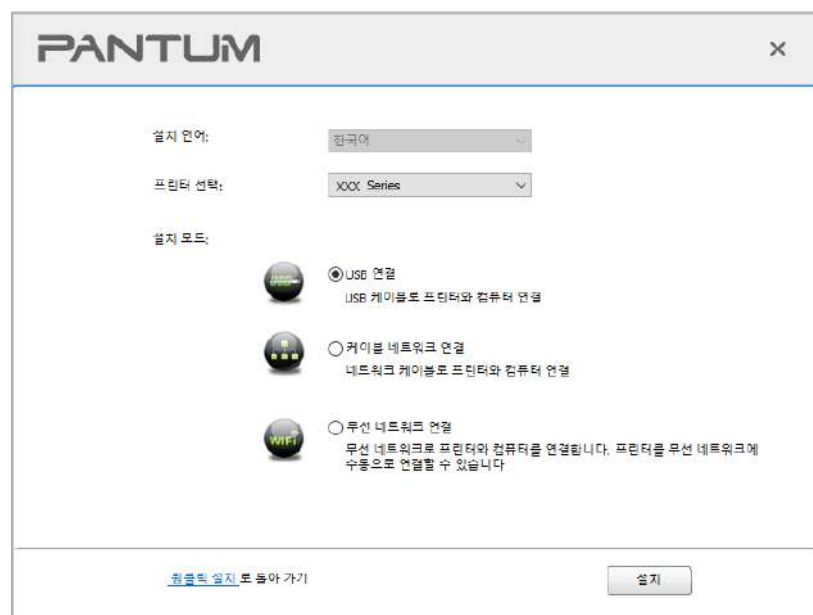 PANTUM
설치 언어:
한국어
프린터 선택:
XXX Series
설치 모드:
USB 연결
USB 케이블로 프린터와 컴퓨터 연결
케이블 네트워크 연결
네트워크 케이블로 프린터와 컴퓨터 연결
WiFi
무선 네트워크 연결
무선 네트워크로 프린터와 컴퓨터를 연결합니다. 프린터를 무선 네트워크에
수동으로 연결할 수 있습니다
원클릭 설치 로 돌아 가기
설치